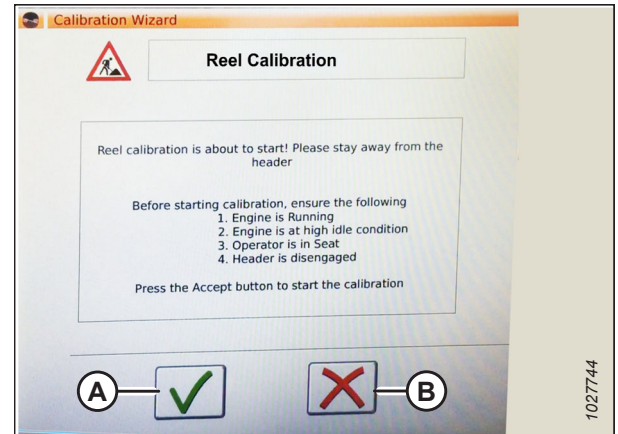 Calibration Wizard
Reel Calibration
Reel calibration is about to start! Please stay away from the
header
Before starting calibration, ensure the following
1. Engine is Running
2. Engine is at high idle condition
3. Operator is in Seat
4. Header is disengaged
Press the Accept button to start the calibration
A
B
1027744